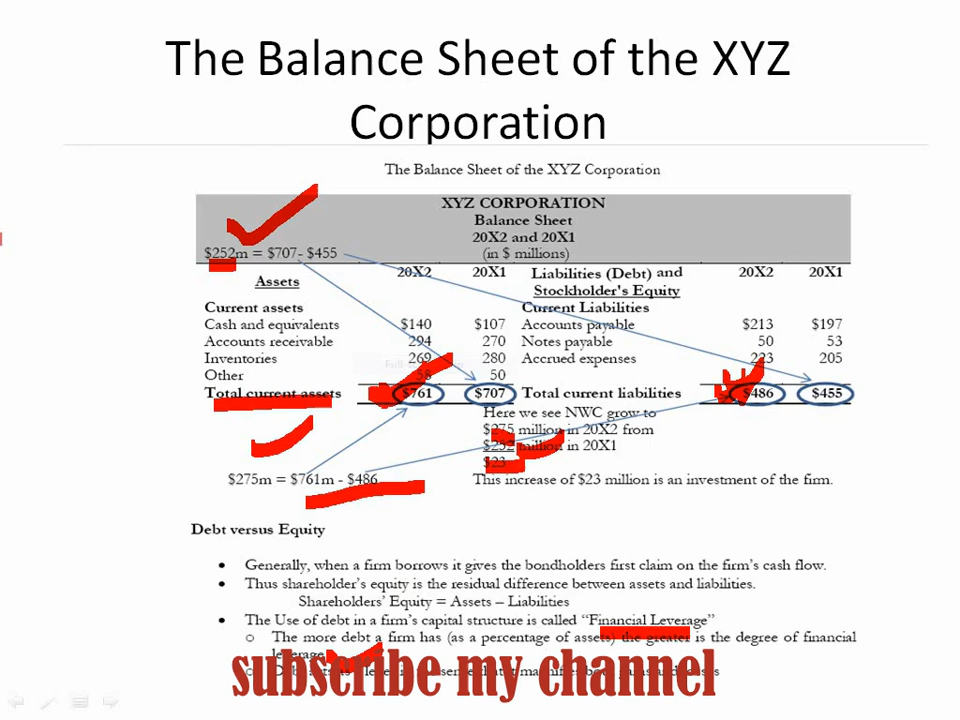 The Balance Sheet of the XYZ
Corporation
The Balance Sheet of the XYZ Corporation
XYZ CORPORATION
Balance Sheet
20X2 and 20X1
$252m = $707- $455 (in $ millions)
Assets 20X2 20X1 Liabilities (Debt) and 20X2 20X1
Stockholder's Equity
Current assets Current Liabilities
Cash and equivalents $140 $107 Accounts payable $213 $197
Accounts receivable 294 270 Notes payable 50 53
Inventories 269 280 Accrued expenses 223 205
Other 58 50
Total current assets $761 $707 Total current liabilities $486 $455
Here we see NWC grow to
$275 million in 20X2 from
$252 million in 20X1
$23
$275m = $761m - $486 This increase of $23 million is an investment of the firm.
Debt versus Equity
• Generally, when a firm borrows it gives the bondholders first claim on the firm's cash flow.
• Thus shareholder's equity is the residual difference between assets and liabilities.
Shareholders' Equity = Assets – Liabilities
• The Use of debt in a firm's capital structure is called "Financial Leverage"
o The more debt a firm has (as a percentage of assets) the greater is the degree of financial
leverage
subscribe my channel